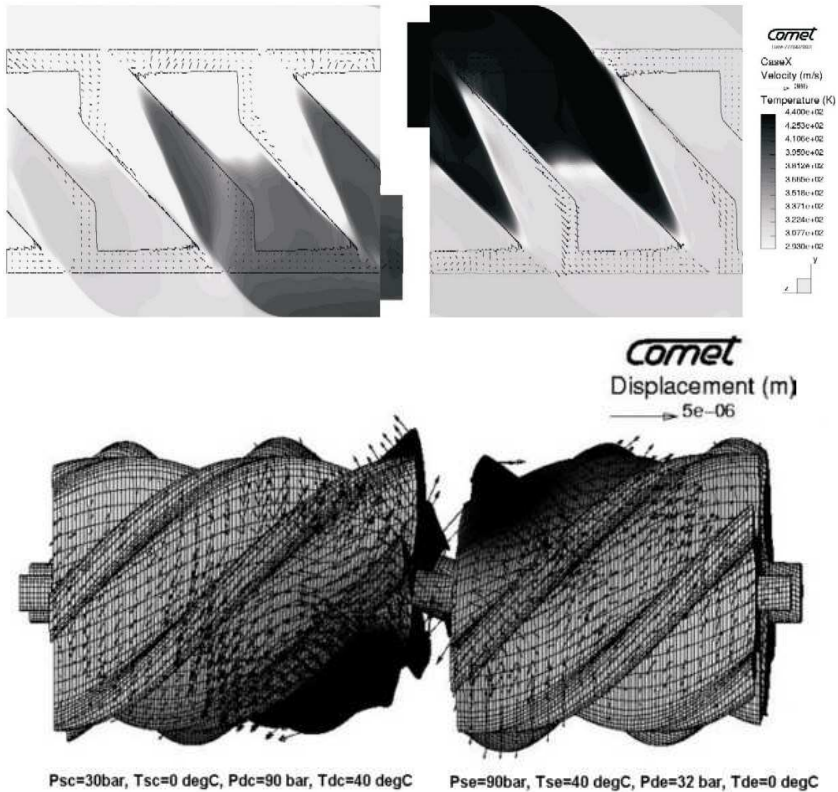 Comet
CaseX
Velocity (m/s)
Temperature (K)
4.400e+02
4.253e+02
4.106e+02
3.959e+02
3.812e+02
3.665e+02
3.518e+02
3.371e+02
3.224e+02
3.077e+02
2.930e+02
y
z
Comet
Displacement (m)
5e-06
Psc=30bar, Tsc=0 degC, Pdc=90 bar, Tdc=40 degC
Pse=90bar, Tse=40 degC, Pde=32 bar, Tde=0 degC